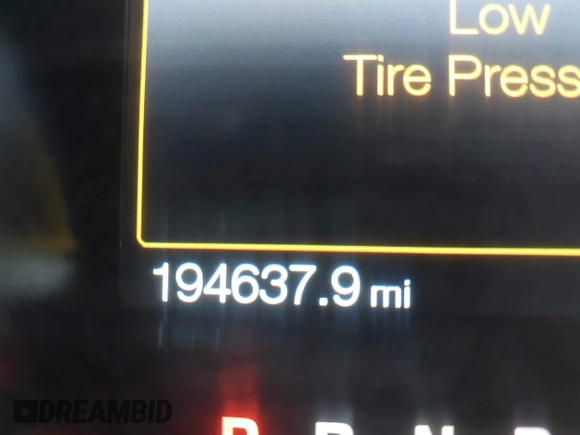 Low
Tire Press
194637.9 mi
P R N D
DREAMBID